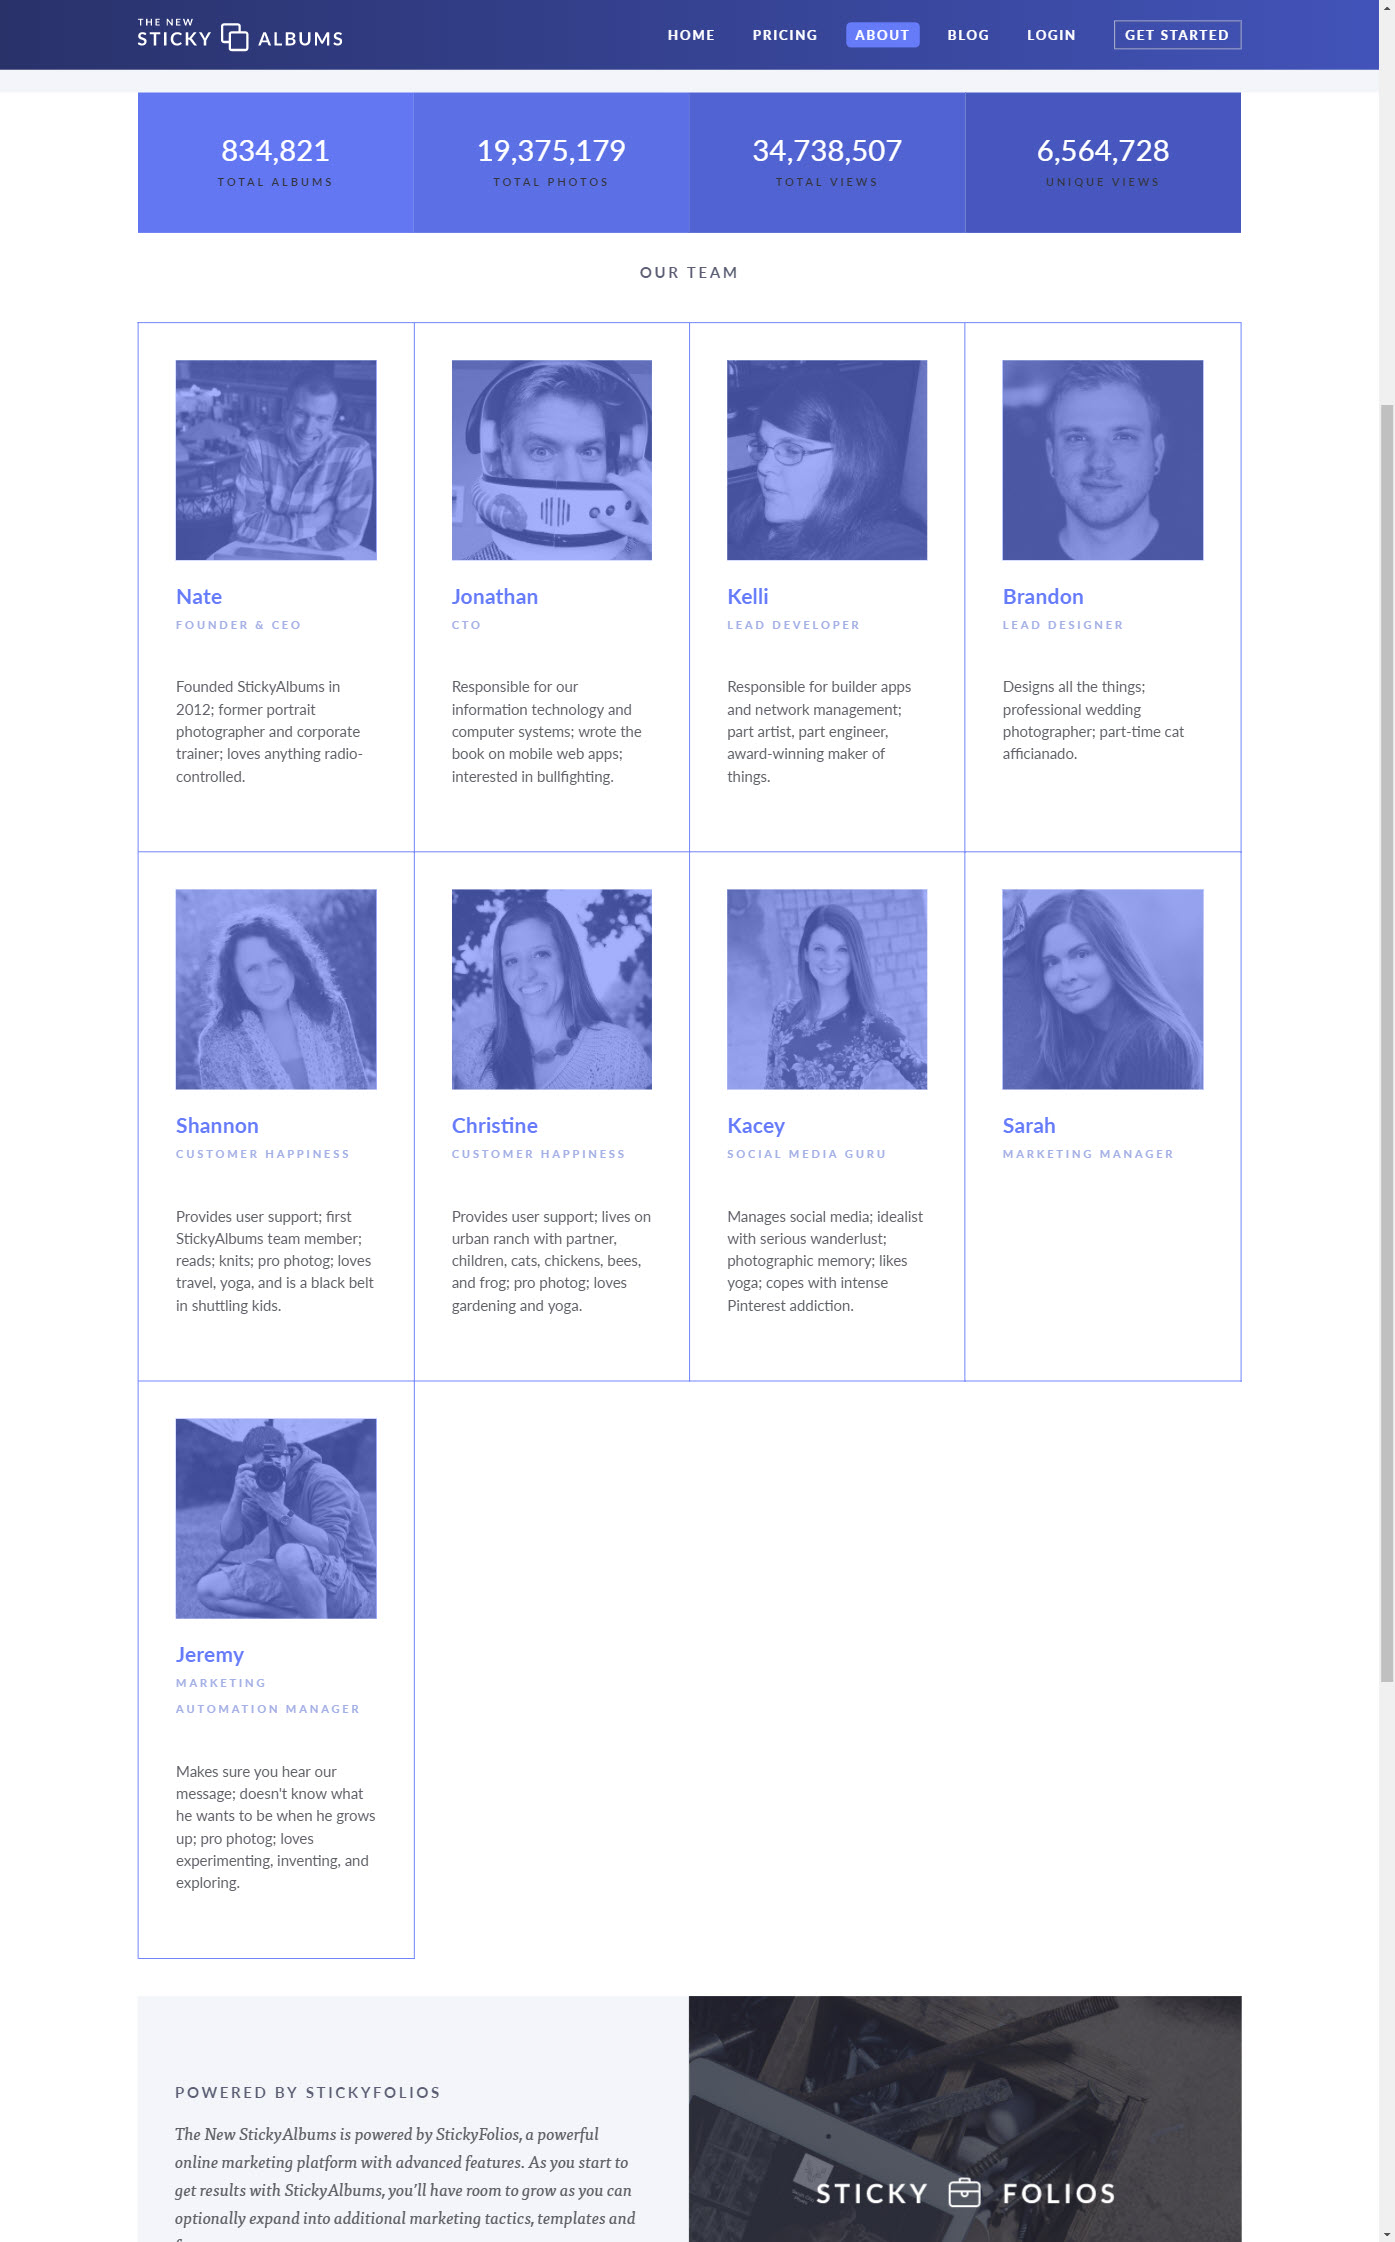 THE NEW
STICKY ALBUMS
HOME PRICING ABOUT BLOG LOGIN GET STARTED
834,821 19,375,179 34,738,507 6,564,728
TOTAL ALBUMS TOTAL PHOTOS TOTAL VIEWS UNIQUE VIEWS
OUR TEAM
Nate
FOUNDER & CEO
Founded StickyAlbums in
2012; former portrait
photographer and corporate
trainer; loves anything radio-
controlled.
Jonathan
CTO
Responsible for our
information technology and
computer systems; wrote the
book on mobile web apps;
interested in bullfighting.
Kelli
LEAD DEVELOPER
Responsible for builder apps
and network management;
part artist, part engineer,
award-winning maker of
things.
Brandon
LEAD DESIGNER
Designs all the things;
professional wedding
photographer; part-time cat
afficianado.
Shannon
CUSTOMER HAPPINESS
Provides user support; first
StickyAlbums team member;
reads; knits; pro photog; loves
travel, yoga, and is a black belt
in shuttling kids.
Christine
CUSTOMER HAPPINESS
Provides user support; lives on
urban ranch with partner,
children, cats, chickens, bees,
and frog; pro photog; loves
gardening and yoga.
Kacey
SOCIAL MEDIA GURU
Manages social media; idealist
with serious wanderlust;
photographic memory; likes
yoga; copes with intense
Pinterest addiction.
Sarah
MARKETING MANAGER
Jeremy
MARKETING
AUTOMATION MANAGER
Makes sure you hear our
message; doesn't know what
he wants to be when he grows
up; pro photog; loves
experimenting, inventing, and
exploring.
POWERED BY STICKYFOLIOS
The New StickyAlbums is powered by StickyFolios, a powerful
online marketing platform with advanced features. As you start to
get results with StickyAlbums, you'll have room to grow as you can
optionally expand into additional marketing tactics, templates and
STICKY FOLIOS